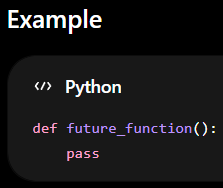 Example
</> Python
def future_function():
    pass